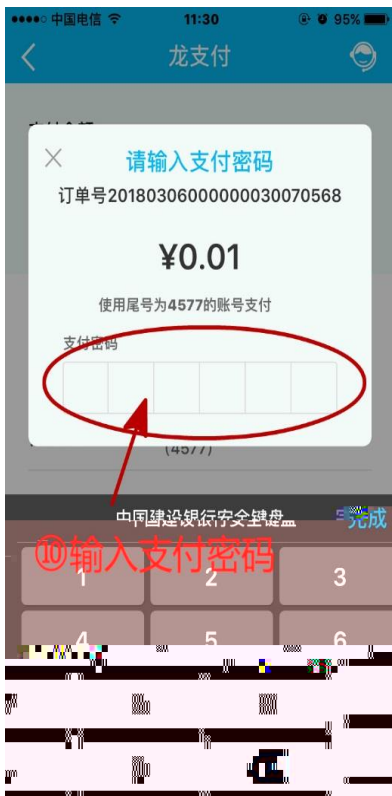 中国电信 11:30 95%
龙支付
请输入支付密码
订单号20180306000000030070568
¥0.01
使用尾号为4577的账号支付
支付密码
(4577)
中国建设银行安全键盘 完成
⑩输入支付密码
1 2 3
4 5 6